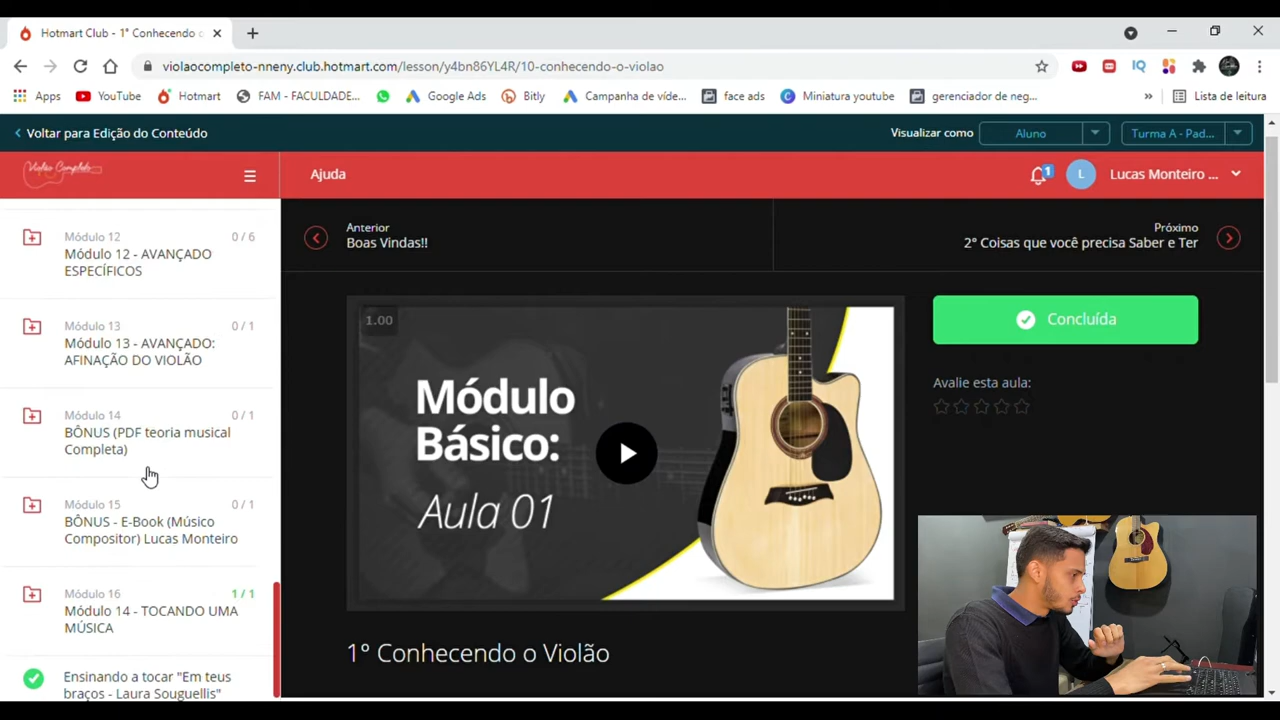 Hotmart Club - 1° Conhecendo o
violaocompleto-nneny.club.hotmart.com/lesson/y4bn86YL4R/10-conhecendo-o-violao
Apps YouTube Hotmart FAM - FACULDADE... Google Ads Bitly Campanha de víde... face ads Miniatura youtube gerenciador de neg... » Lista de leitura
Voltar para Edição do Conteúdo Visualizar como Aluno Turma A - Pad...
Violão Completo Ajuda 1 L Lucas Monteiro ...
Anterior
Boas Vindas!!
Próximo
2° Coisas que você precisa Saber e Ter
Módulo 12 0 / 6
Módulo 12 - AVANÇADO
ESPECÍFICOS
Módulo 13 0 / 1
Módulo 13 - AVANÇADO:
AFINAÇÃO DO VIOLÃO
Módulo 14 0 / 1
BÔNUS (PDF teoria musical
Completa)
Módulo 15 0 / 1
BÔNUS - E-Book (Músico
Compositor) Lucas Monteiro
Módulo 16 1 / 1
Módulo 14 - TOCANDO UMA
MÚSICA
Ensinando a tocar "Em teus
braços - Laura Souguellis"
1.00
Módulo
Básico:
Aula 01
Concluída
Avalie esta aula:
1° Conhecendo o Violão